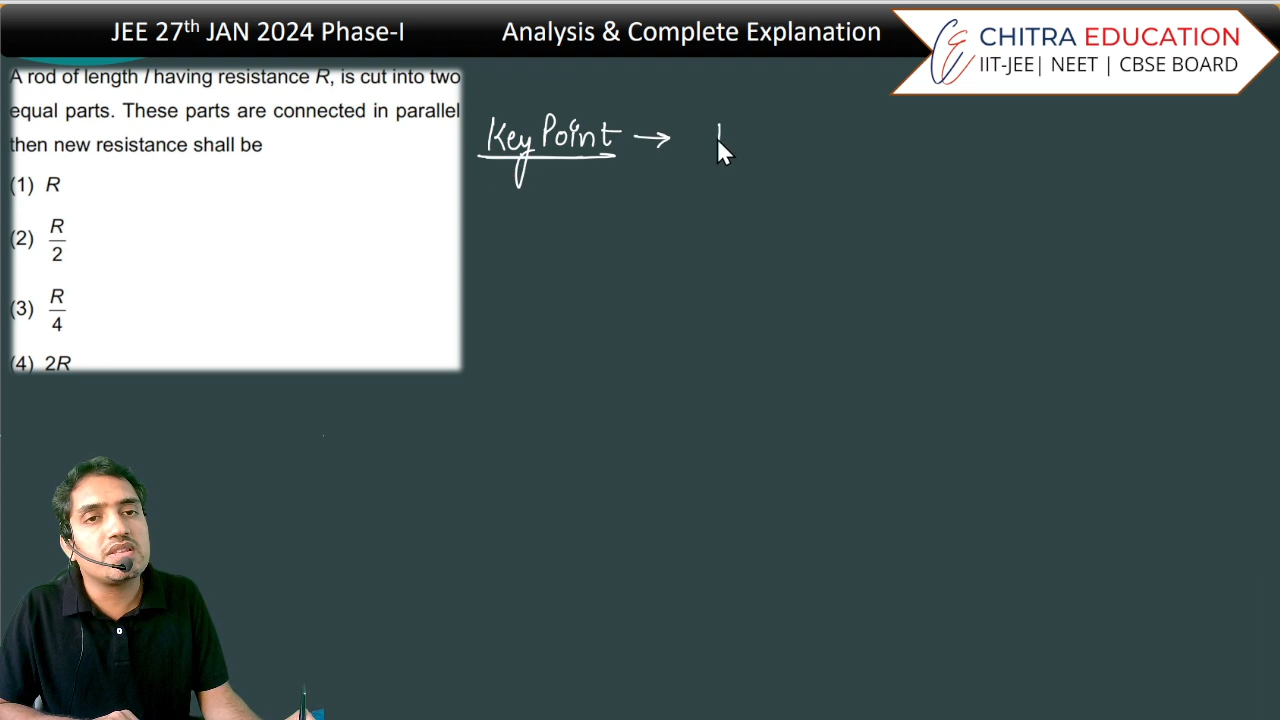 JEE 27th JAN 2024 Phase-I
Analysis & Complete Explanation
CHITRA EDUCATION
IIT-JEE| NEET | CBSE BOARD
A rod of length l having resistance R, is cut into two
equal parts. These parts are connected in parallel
then new resistance shall be
(1) R
(2) R/2
(3) R/4
(4) 2R
Key Point →